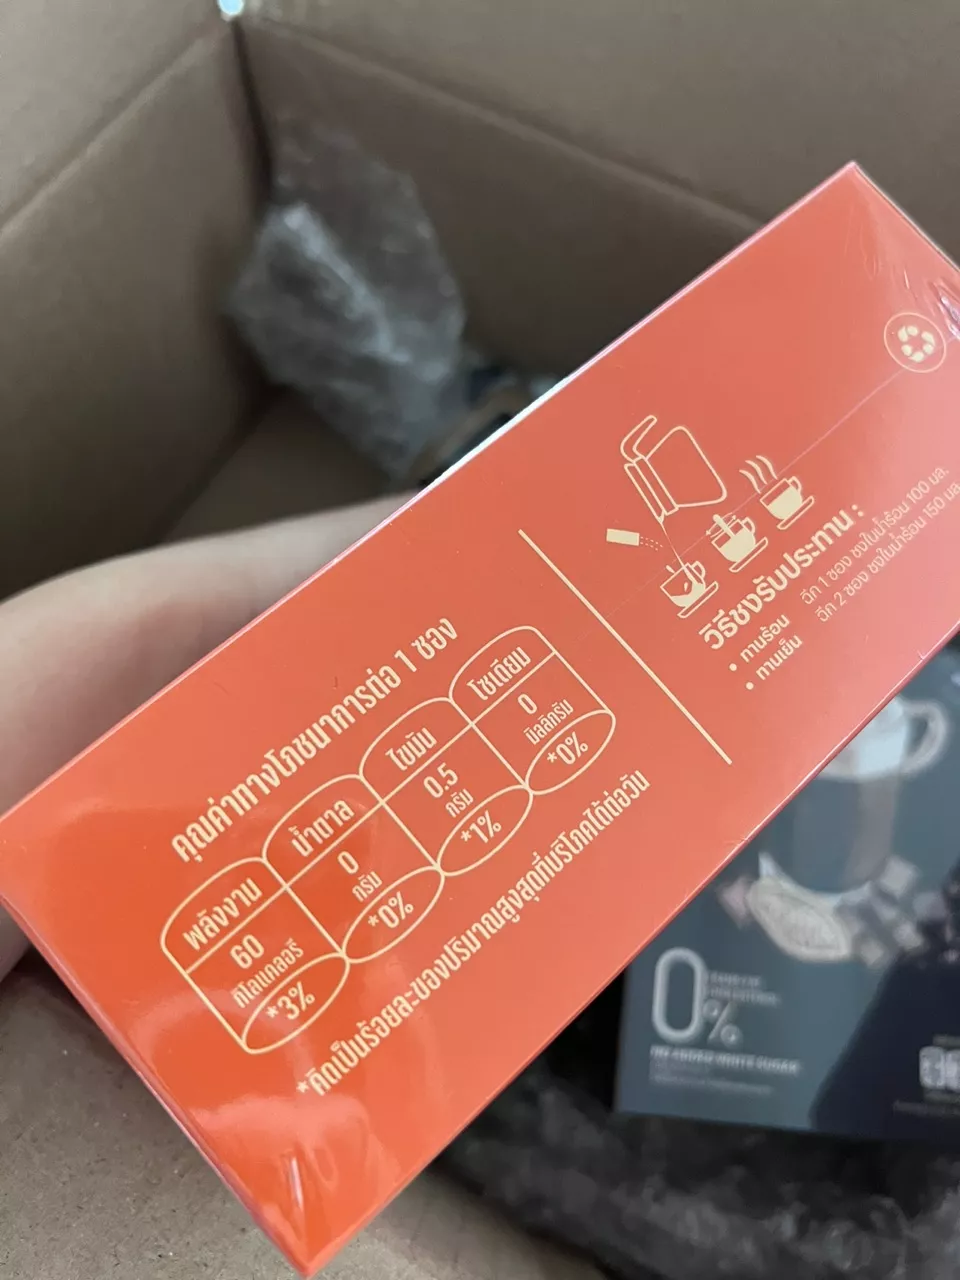 คุณค่าทางโภชนาการต่อ 1 ซอง
พลังงาน น้ำตาล ไขมัน โซเดียม
60 0 0.5 0
กิโลแคลอรี กรัม กรัม มิลลิกรัม
*3% *0% *1% *0%
*คิดเป็นร้อยละของปริมาณสูงสุดที่บริโภคได้ต่อวัน
วิธีชงรับประทาน :
• ทานร้อน ฉีก 1 ซอง ชงในน้ำร้อน 100 มล.
• ทานเย็น ฉีก 2 ซอง ชงในน้ำร้อน 150 มล.
0%